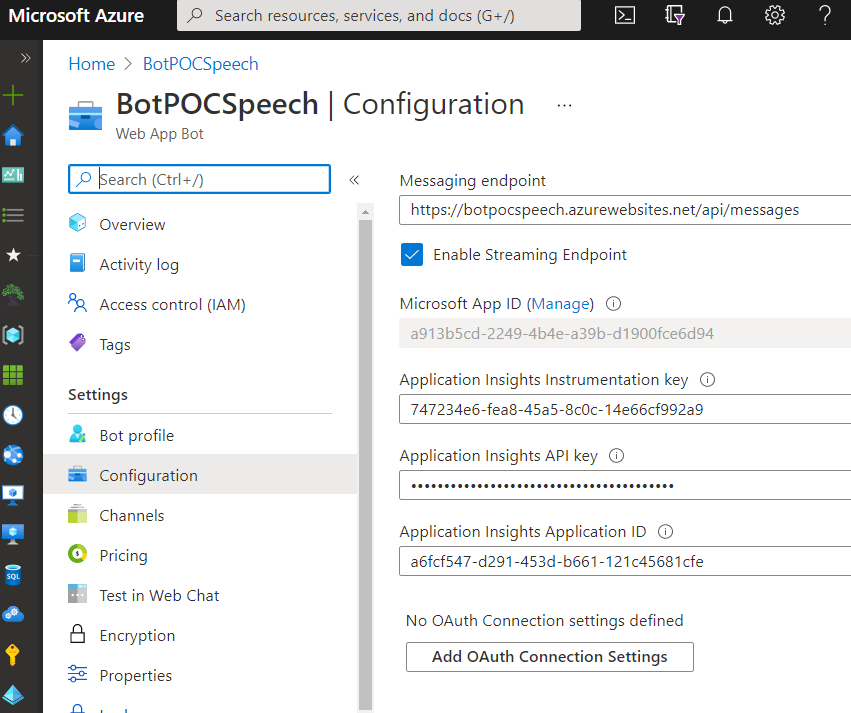 Microsoft Azure
Search resources, services, and docs (G+/)
Home > BotPOCSpeech
BotPOCSpeech | Configuration ...
Web App Bot
Search (Ctrl+/)
Overview
Activity log
Access control (IAM)
Tags
Settings
Bot profile
Configuration
Channels
Pricing
Test in Web Chat
Encryption
Properties
Messaging endpoint
https://botpocspeech.azurewebsites.net/api/messages
Enable Streaming Endpoint
Microsoft App ID (Manage)
a913b5cd-2249-4b4e-a39b-d1900fce6d94
Application Insights Instrumentation key
747234e6-fea8-45a5-8c0c-14e66cf992a9
Application Insights API key
••••••••••••••••••••••••••••••••••••••••
Application Insights Application ID
a6fcf547-d291-453d-b661-121c45681cfe
No OAuth Connection settings defined
Add OAuth Connection Settings